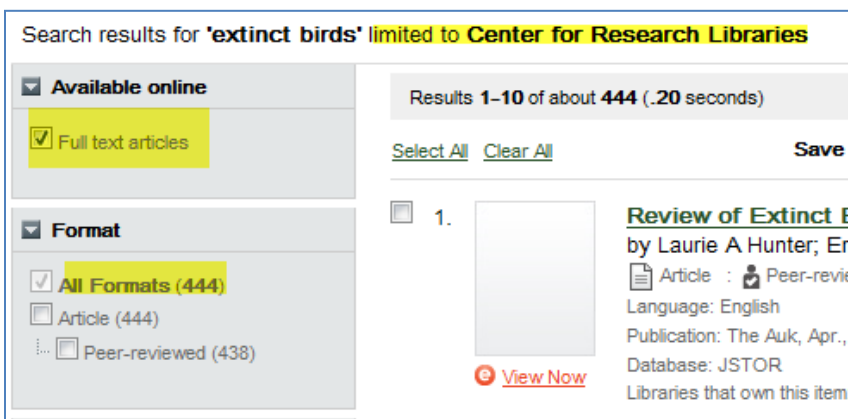 Search results for 'extinct birds' limited to Center for Research Libraries
Available online
Full text articles
Format
All Formats (444)
Article (444)
Peer-reviewed (438)
Results 1–10 of about 444 (.20 seconds)
Select All Clear All Save
1.
Review of Extinct
by Laurie A Hunter;
Article :
Language: English
Publication: The Auk, Apr.,
Database: JSTOR
Libraries that own this item
View Now